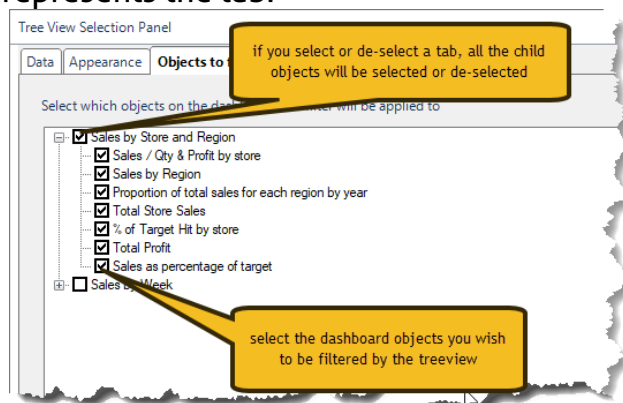 represents the tab.
Tree View Selection Panel
if you select or de-select a tab, all the child
objects will be selected or de-selected
Data Appearance Objects to f
Select which objects on the das will be applied to
Sales by Store and Region
Sales / Qty & Profit by store
Sales by Region
Proportion of total sales for each region by year
Total Store Sales
% of Target Hit by store
Total Profit
Sales as percentage of target
Sales by Week
select the dashboard objects you wish
to be filtered by the treeview